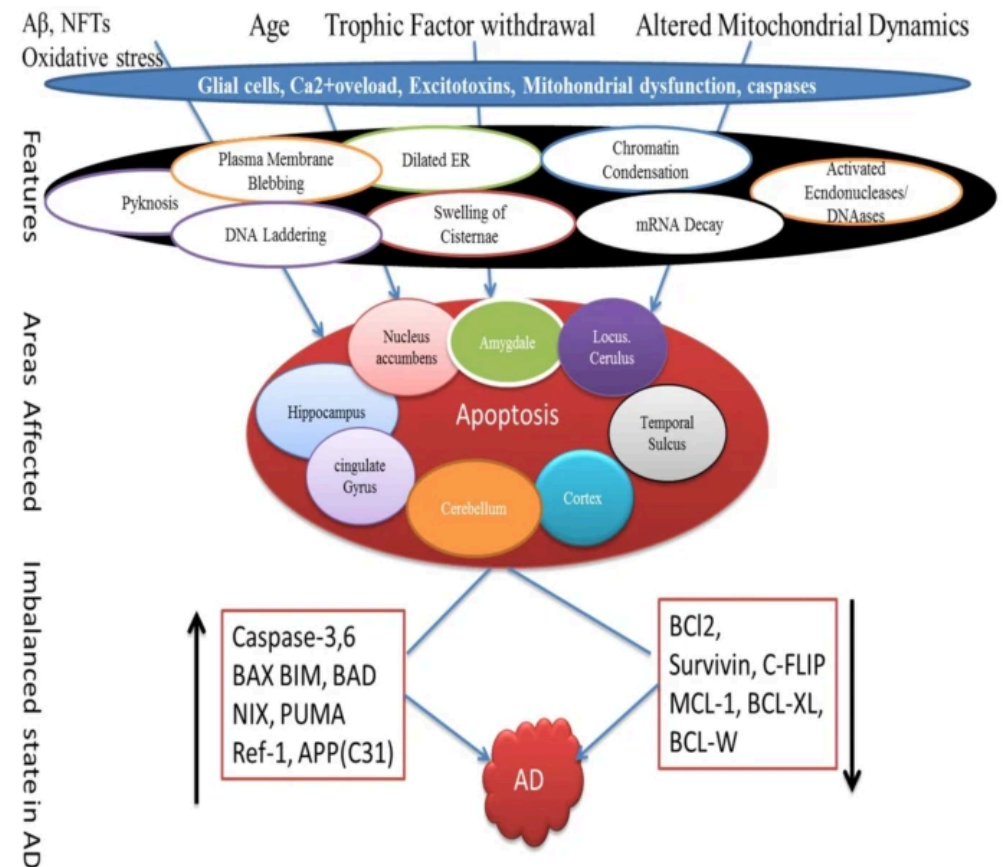 Aβ, NFTs
Oxidative stress
Age
Trophic Factor withdrawal
Altered Mitochondrial Dynamics
Glial cells, Ca2+oveload, Excitotoxins, Mitohondrial dysfunction, caspases
Features
Pyknosis
Plasma Membrane
Blebbing
DNA Laddering
Dilated ER
Swelling of
Cisternae
Chromatin
Condensation
mRNA Decay
Activated
Ecndonucleases/
DNAases
Areas Affected
Nucleus
accumbens
Amygdale
Locus.
Cerulus
Hippocampus
Apoptosis
Temporal
Sulcus
cingulate
Gyrus
Cerebellum
Cortex
Imbalanced state in AD
Caspase-3,6
BAX BIM, BAD
NIX, PUMA
Ref-1, APP(C31)
BCl2,
Survivin, C-FLIP
MCL-1, BCL-XL,
BCL-W
AD